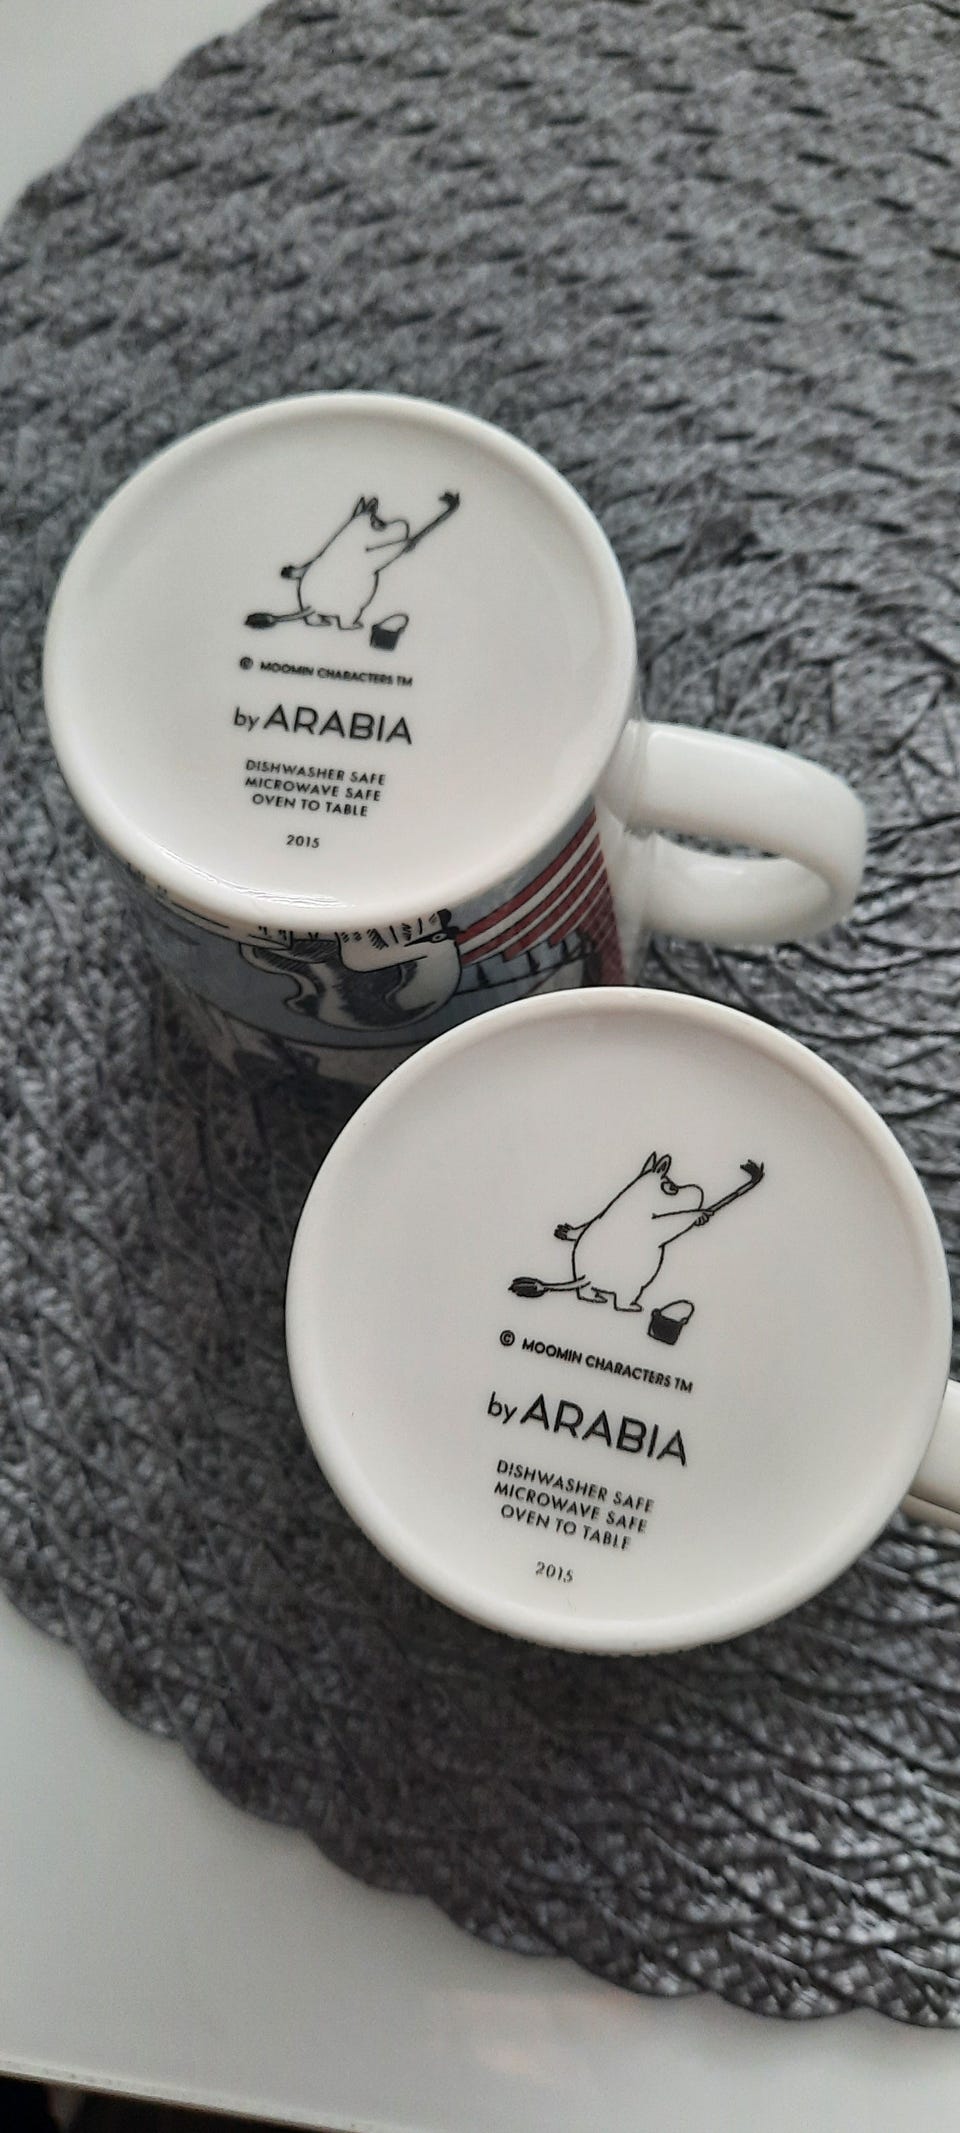 © MOOMIN CHARACTERS TM
by ARABIA
DISHWASHER SAFE
MICROWAVE SAFE
OVEN TO TABLE
2015
© MOOMIN CHARACTERS TM
by ARABIA
DISHWASHER SAFE
MICROWAVE SAFE
OVEN TO TABLE
2015